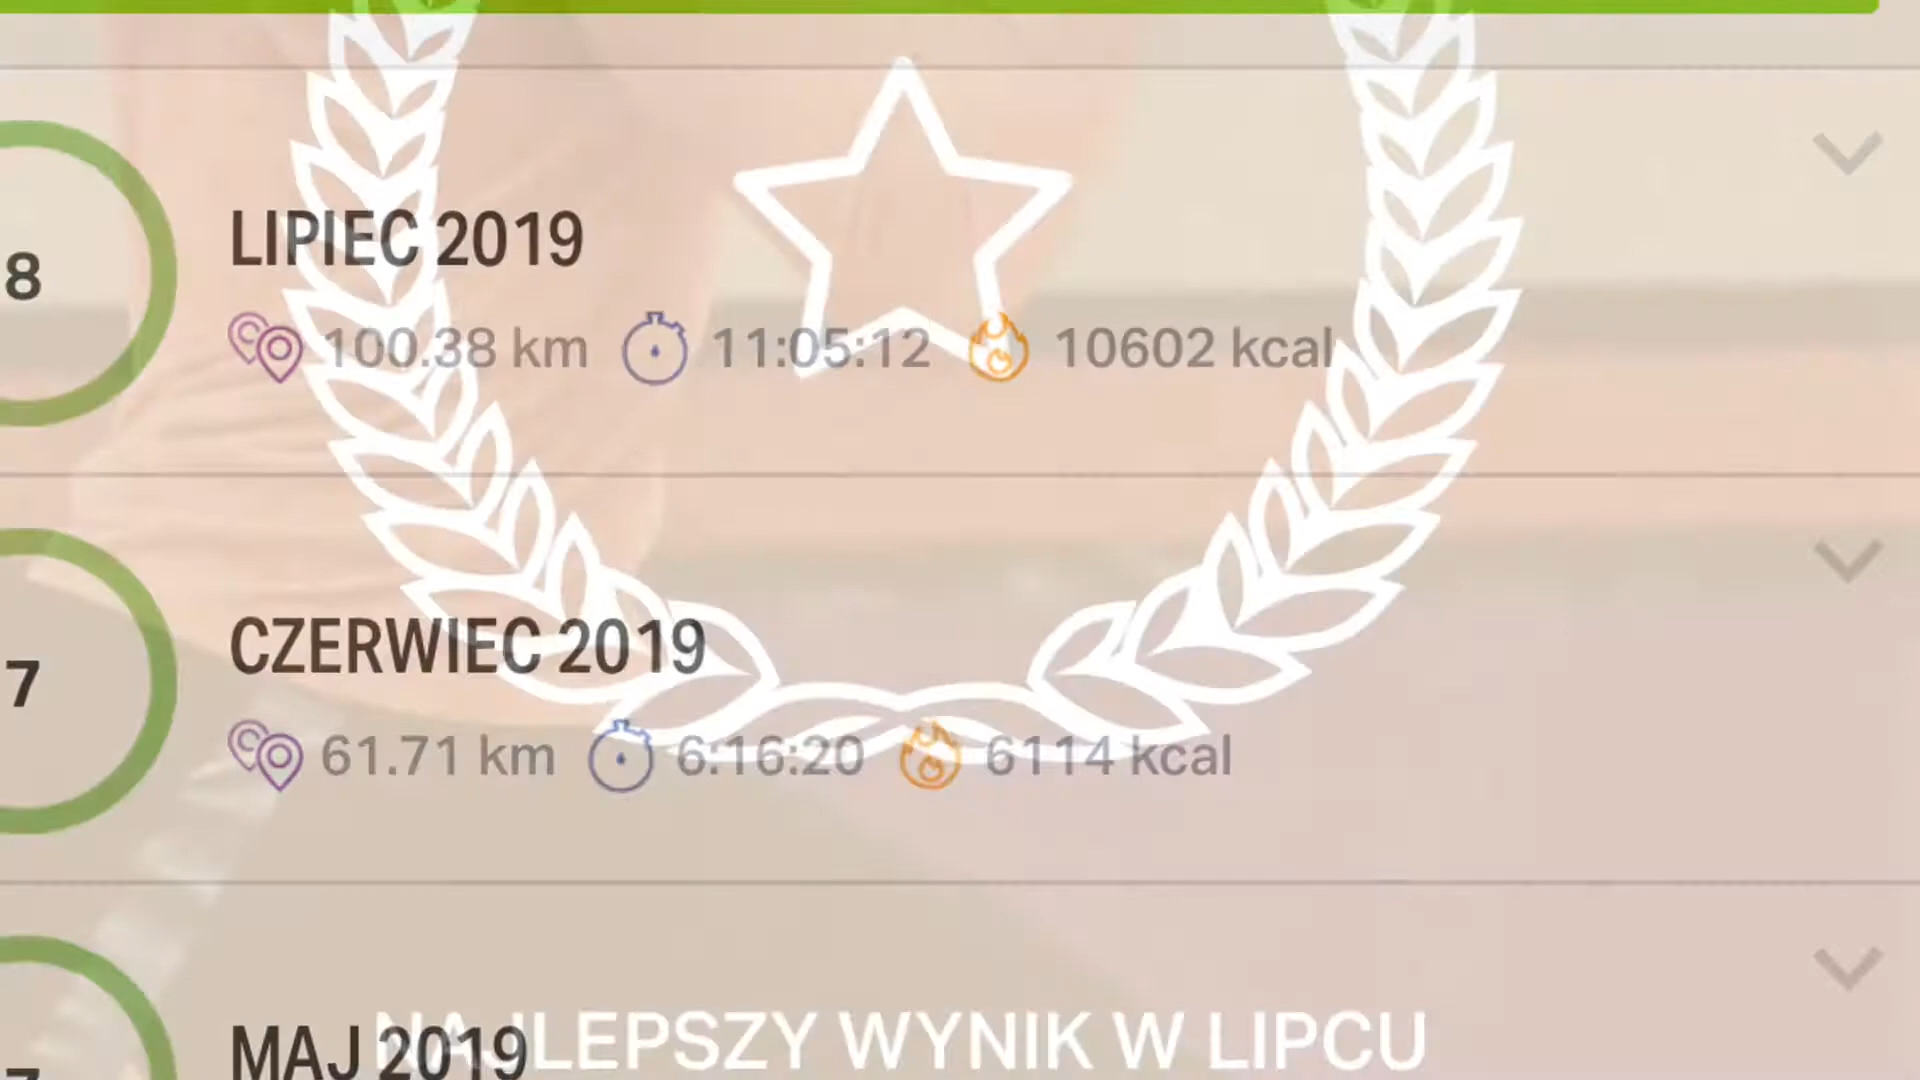 8
LIPIEC 2019
100.38 km 11:05:12 10602 kcal
7
CZERWIEC 2019
61.71 km 6:16:20 6114 kcal
7
MAJ 2019
NAJLEPSZY WYNIK W LIPCU